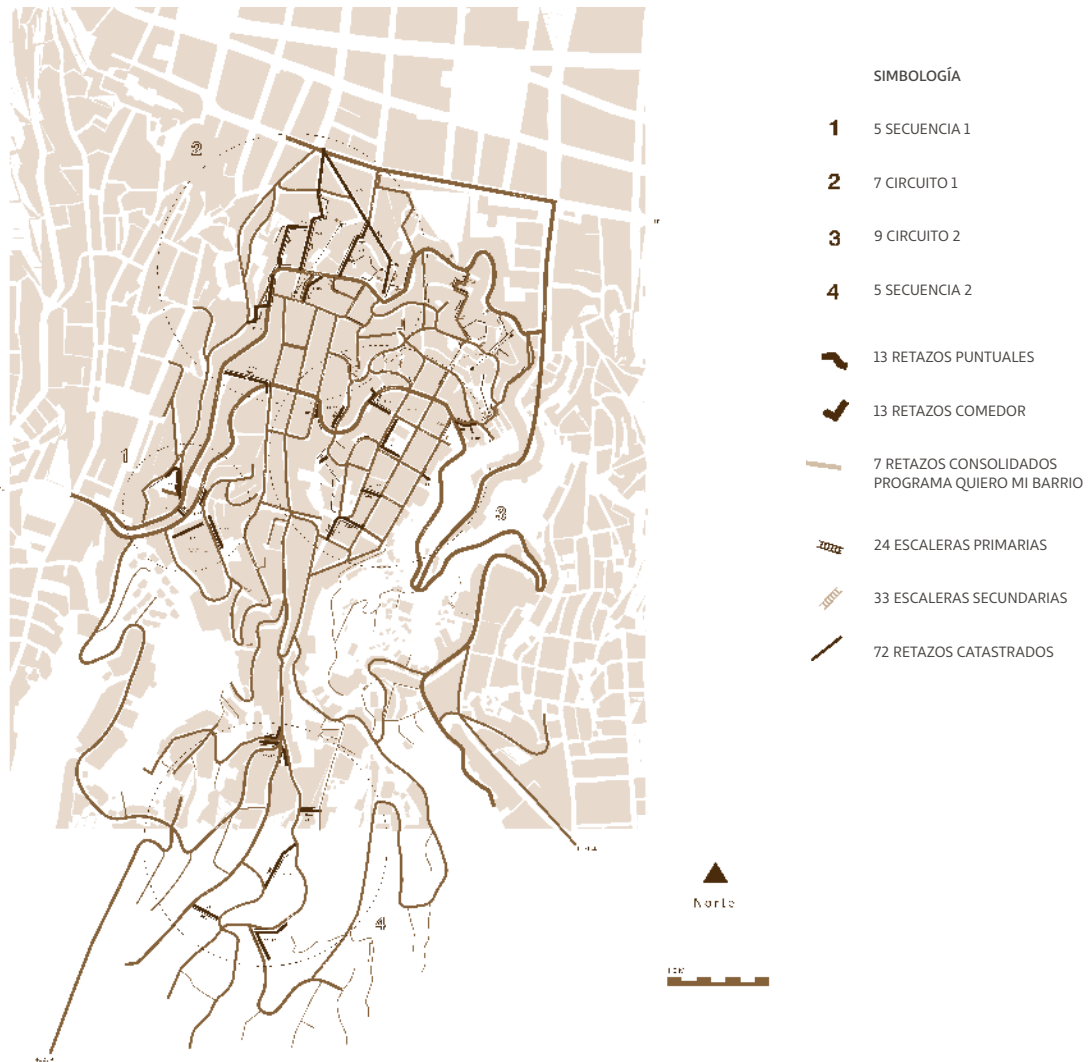 SIMBOLOGÍA
1 5 SECUENCIA 1
2 7 CIRCUITO 1
3 9 CIRCUITO 2
4 5 SECUENCIA 2
13 RETAZOS PUNTUALES
13 RETAZOS COMEDOR
7 RETAZOS CONSOLIDADOS
PROGRAMA QUIERO MI BARRIO
24 ESCALERAS PRIMARIAS
33 ESCALERAS SECUNDARIAS
72 RETAZOS CATASTRADOS
2
1
3
4
Norte